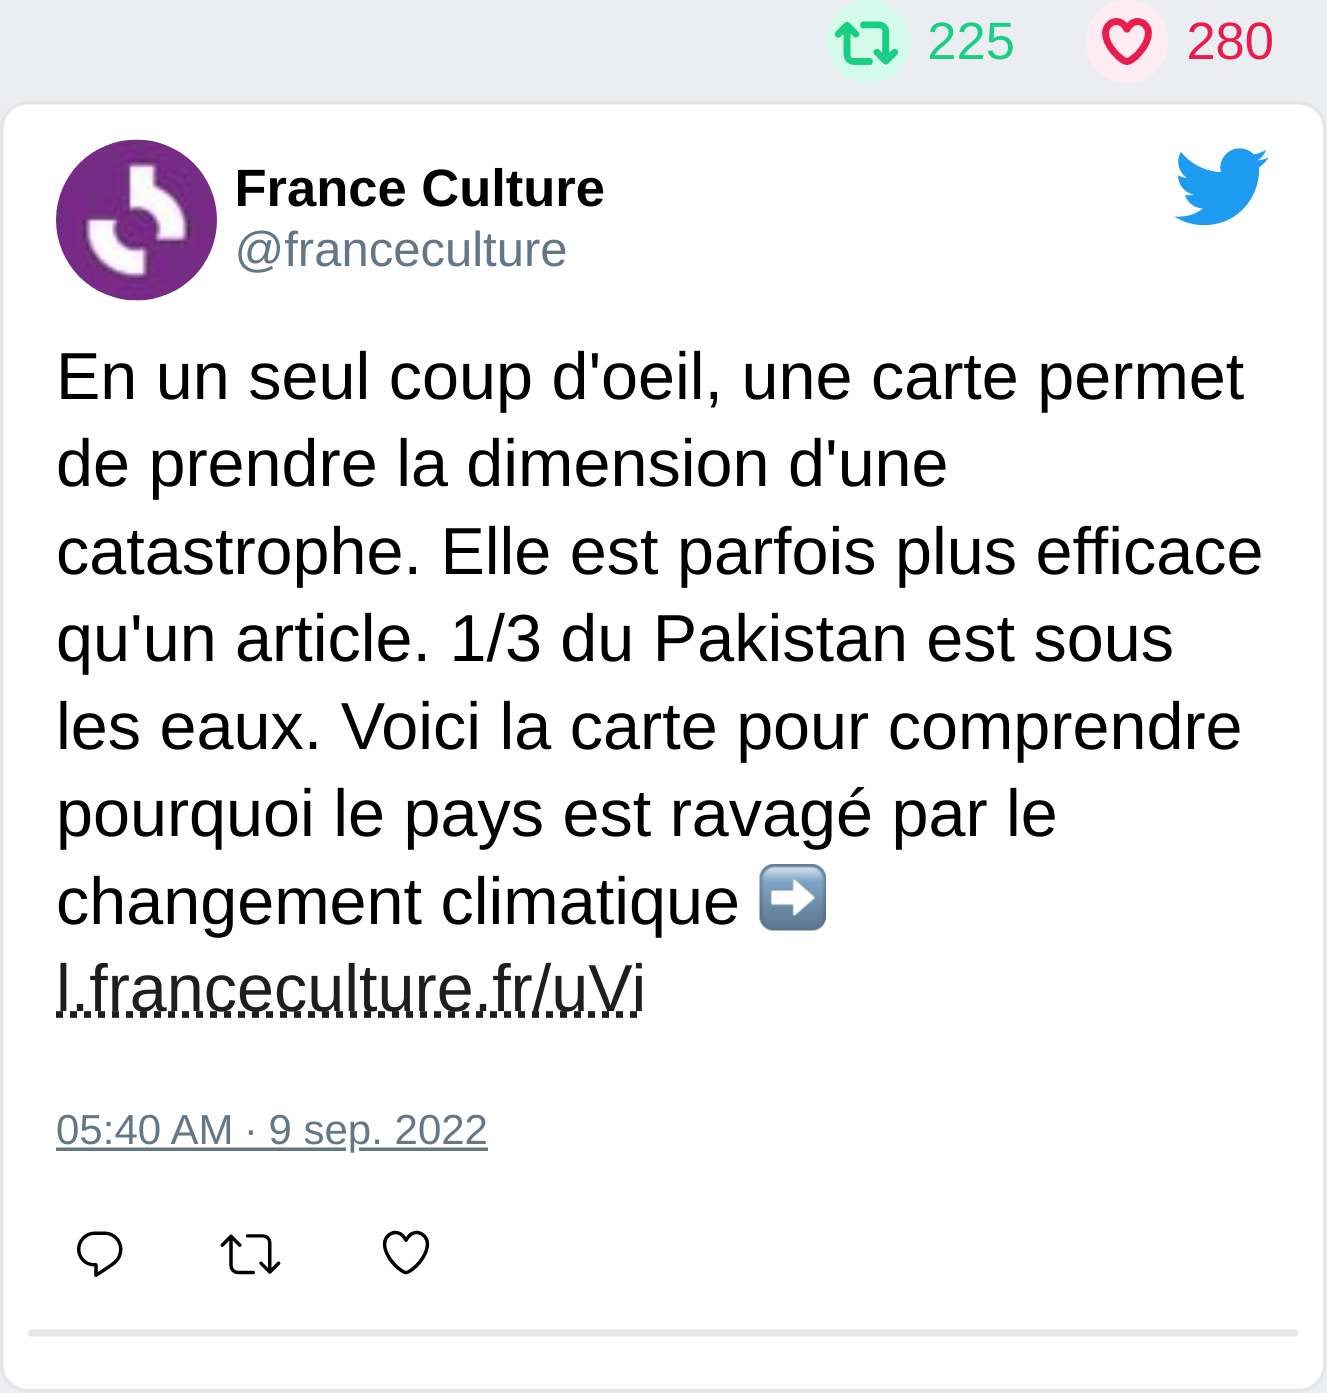 225 280
France Culture
@franceculture
En un seul coup d'oeil, une carte permet
de prendre la dimension d'une
catastrophe. Elle est parfois plus efficace
qu'un article. 1/3 du Pakistan est sous
les eaux. Voici la carte pour comprendre
pourquoi le pays est ravagé par le
changement climatique ➡️
l.franceculture.fr/uVi
05:40 AM · 9 sep. 2022